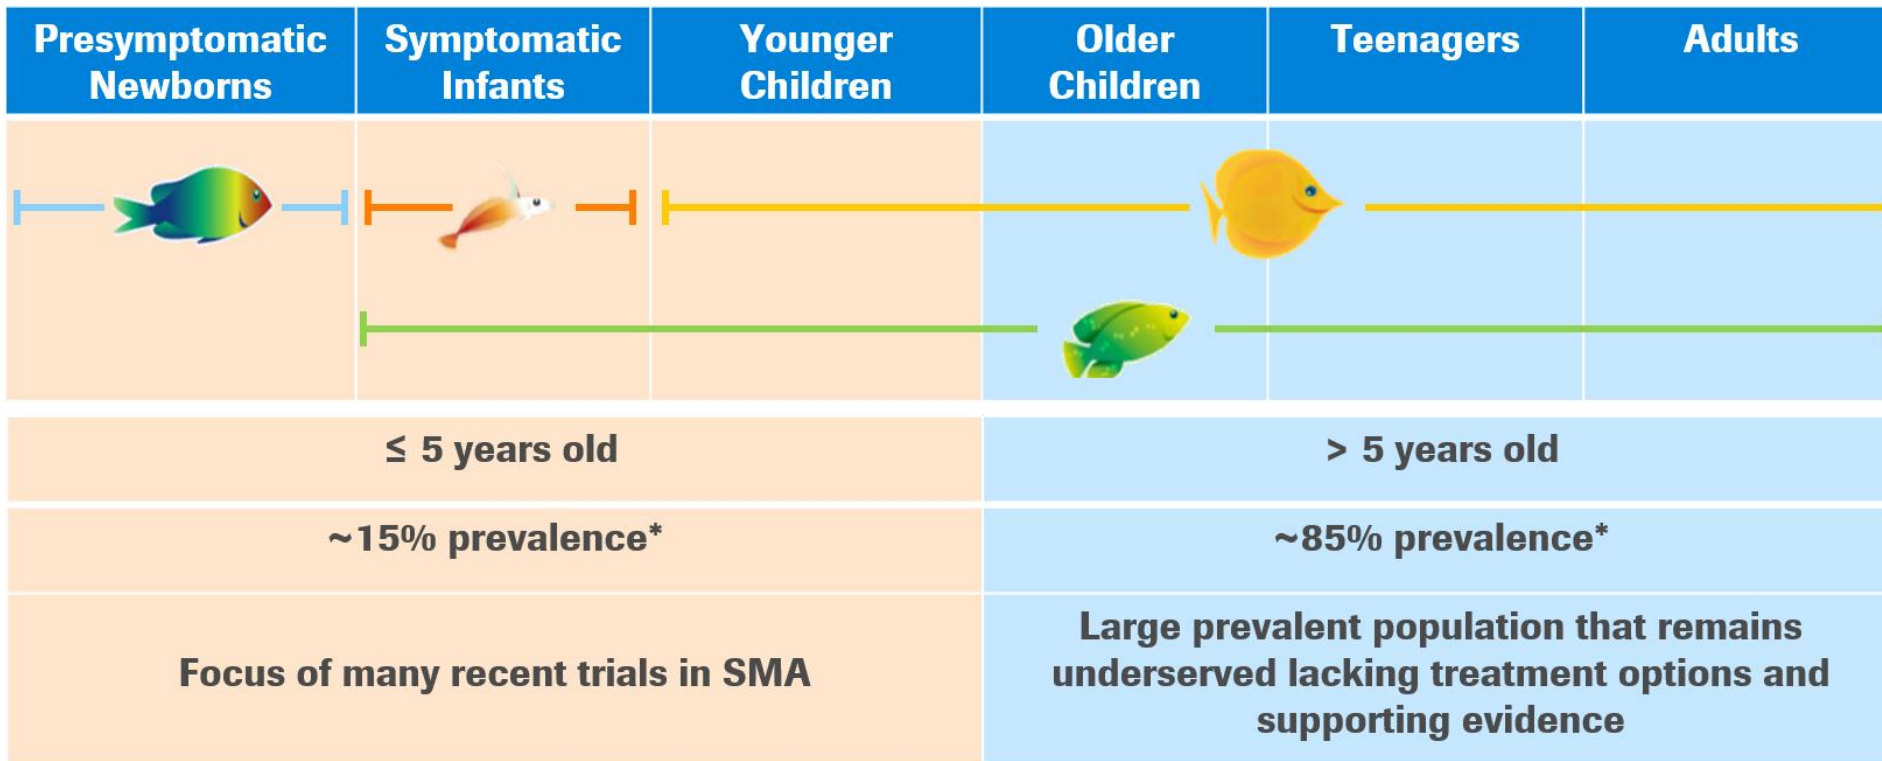 Presymptomatic
Newborns
Symptomatic
Infants
Younger
Children
Older
Children
Teenagers
Adults
≤ 5 years old
> 5 years old
~15% prevalence*
~85% prevalence*
Focus of many recent trials in SMA
Large prevalent population that remains
underserved lacking treatment options and
supporting evidence